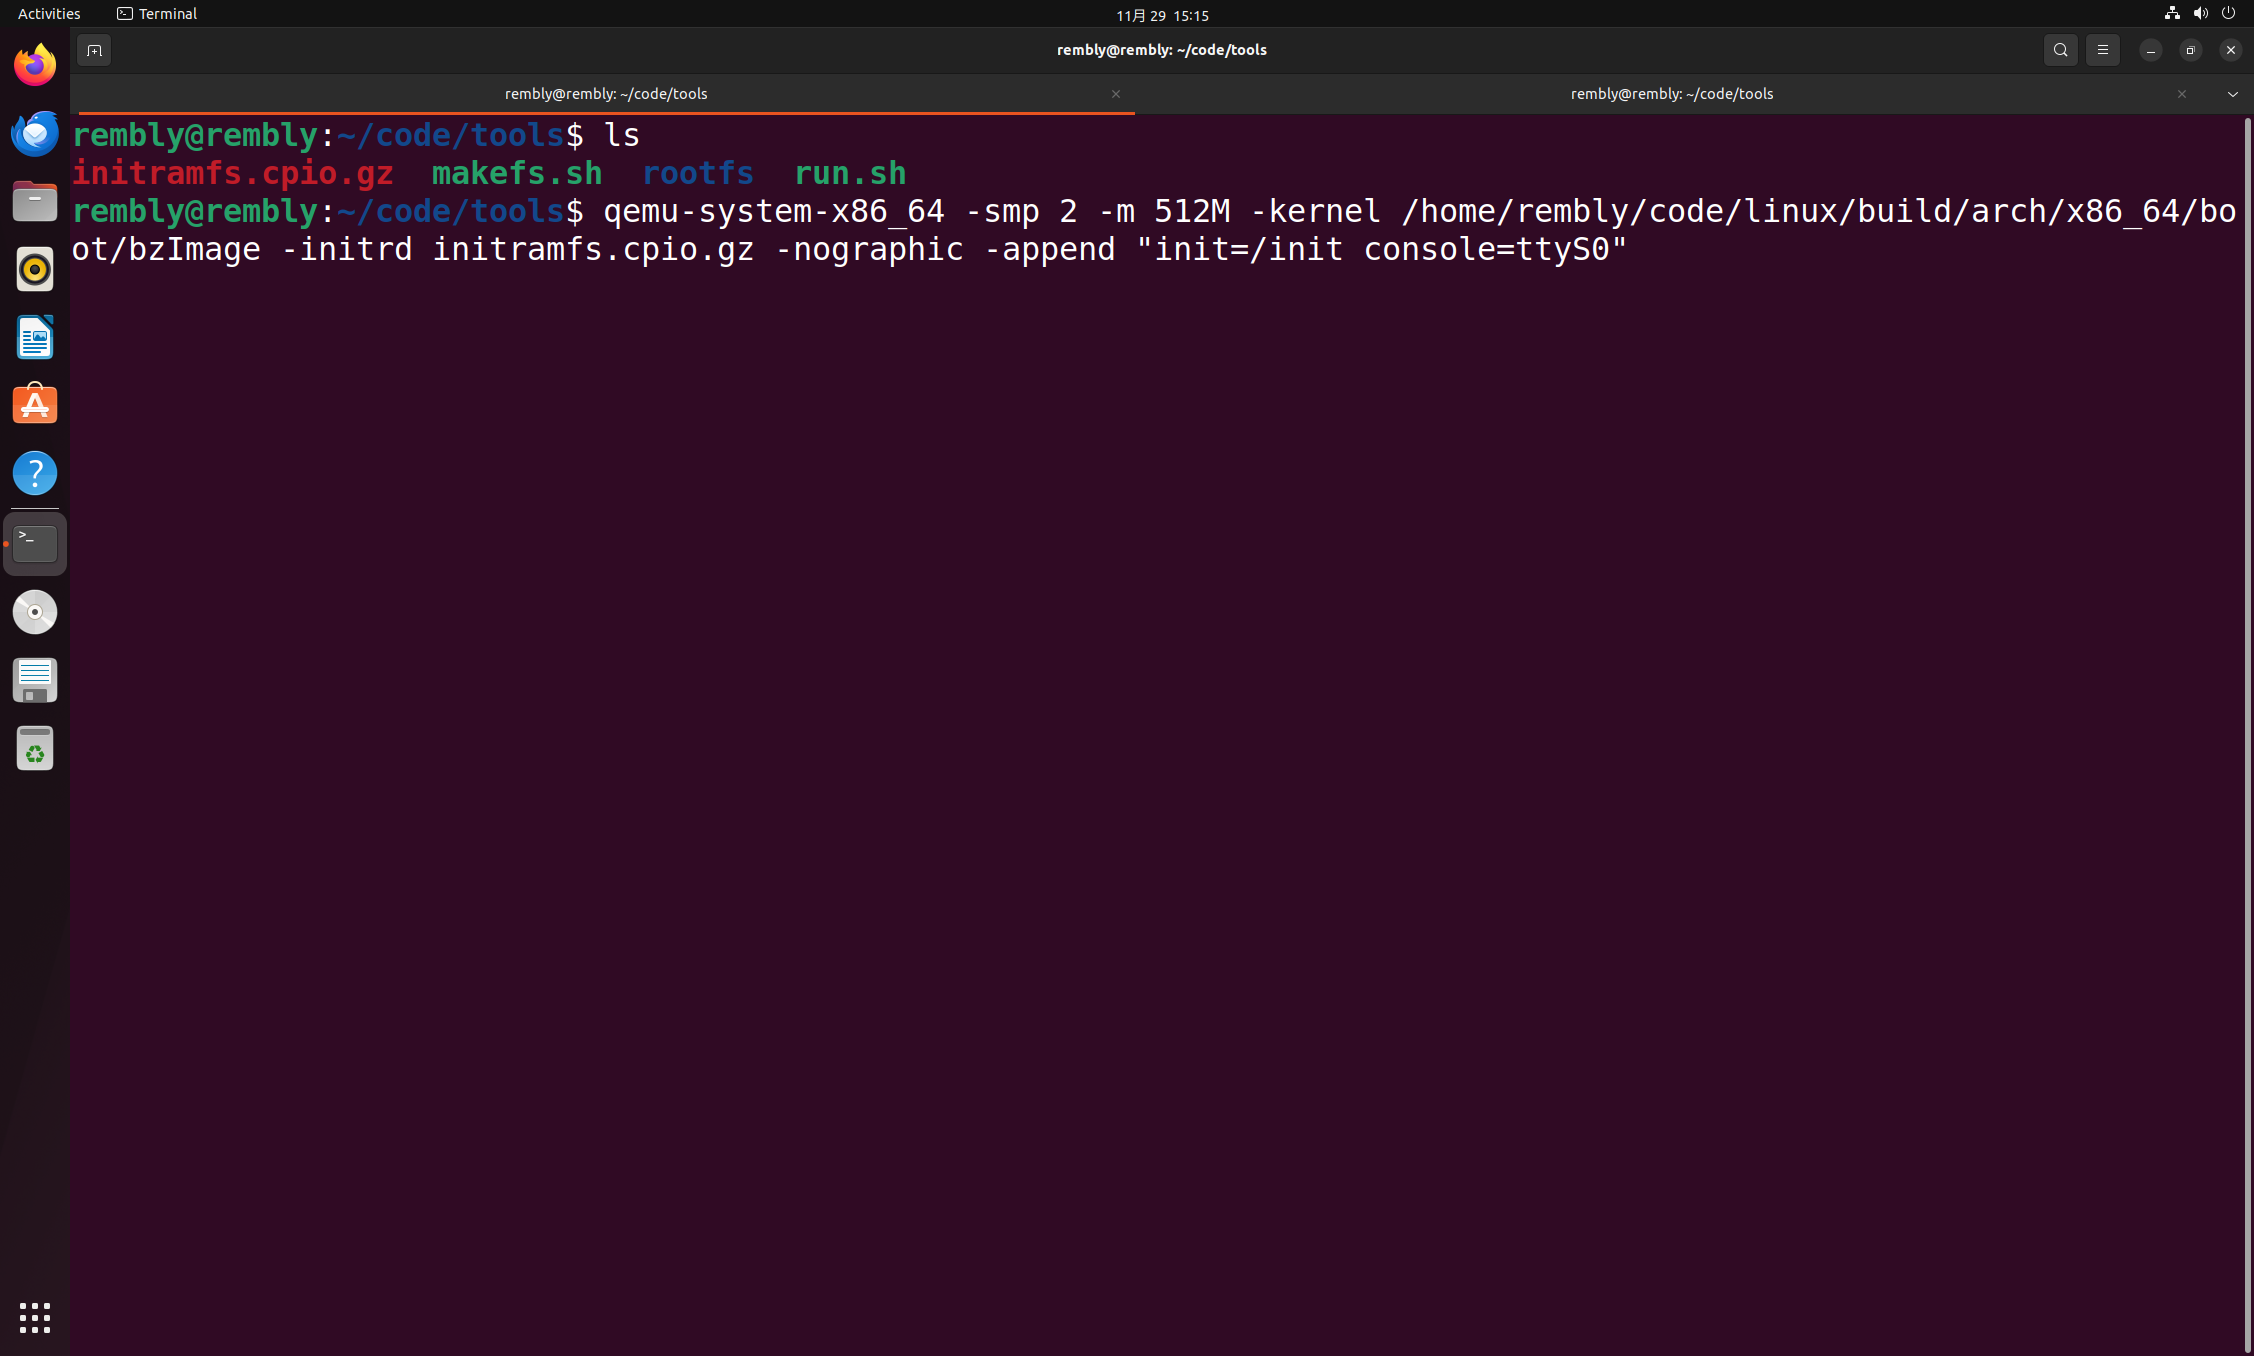 Activities
Terminal
11月 29 15:15
rembly@rembly: ~/code/tools
rembly@rembly: ~/code/tools
rembly@rembly: ~/code/tools
rembly@rembly:~/code/tools$ ls
initramfs.cpio.gz makefs.sh rootfs run.sh
rembly@rembly:~/code/tools$ qemu-system-x86_64 -smp 2 -m 512M -kernel /home/rembly/code/linux/build/arch/x86_64/bo
ot/bzImage -initrd initramfs.cpio.gz -nographic -append "init=/init console=ttyS0"